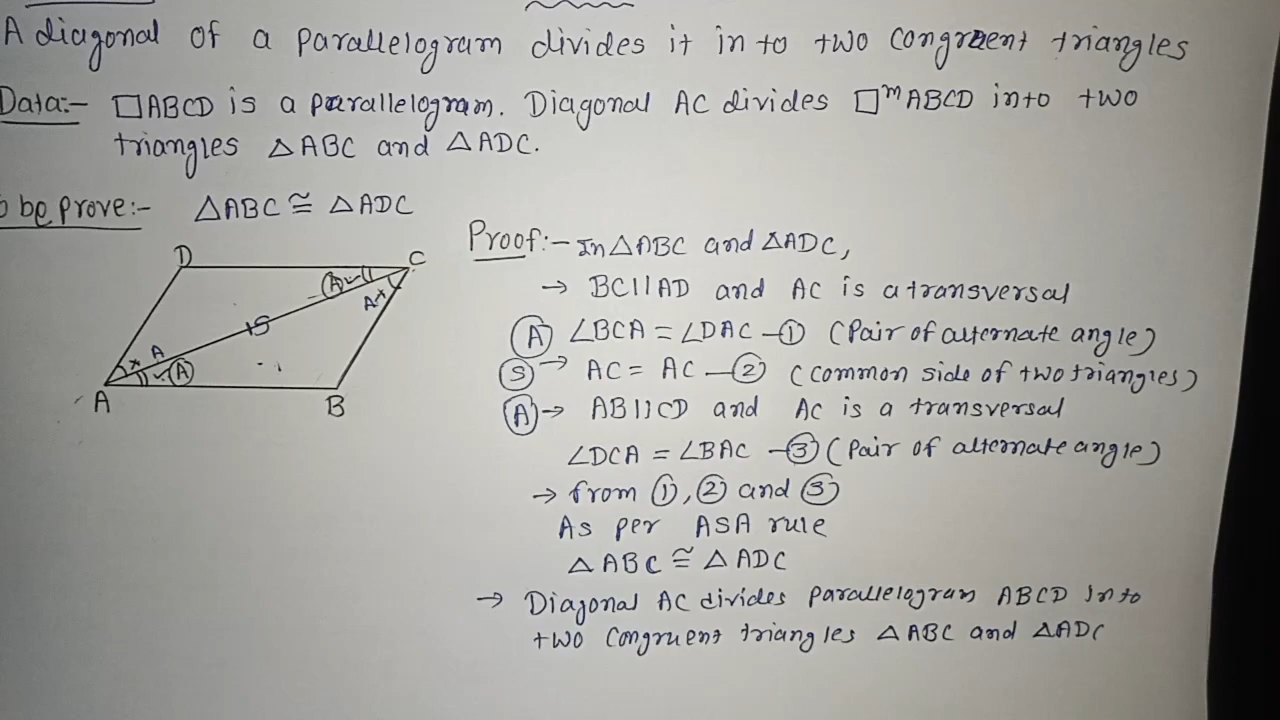 A diagonal of a parallelogram divides it in to two congruent triangles
Data:- □ABCD is a parallelogram. Diagonal AC divides □ᵐABCD into two
triangles △ABC and △ADC.
be prove:- △ABC ≅ △ADC
D
C
A
A x
S
x A
A
A
B
Proof:- In △ABC and △ADC,
→ BC||AD and AC is a transversal
Ⓐ ∠BCA = ∠DAC —① (Pair of alternate angle)
Ⓢ → AC = AC —② (common side of two triangles)
Ⓐ→ AB||CD and AC is a transversal
∠DCA = ∠BAC —③ (Pair of alternate angle)
→ from ①, ② and ③
As per ASA rule
△ABC ≅ △ADC
→ Diagonal AC divides parallelogram ABCD into
two congruent triangles △ABC and △ADC